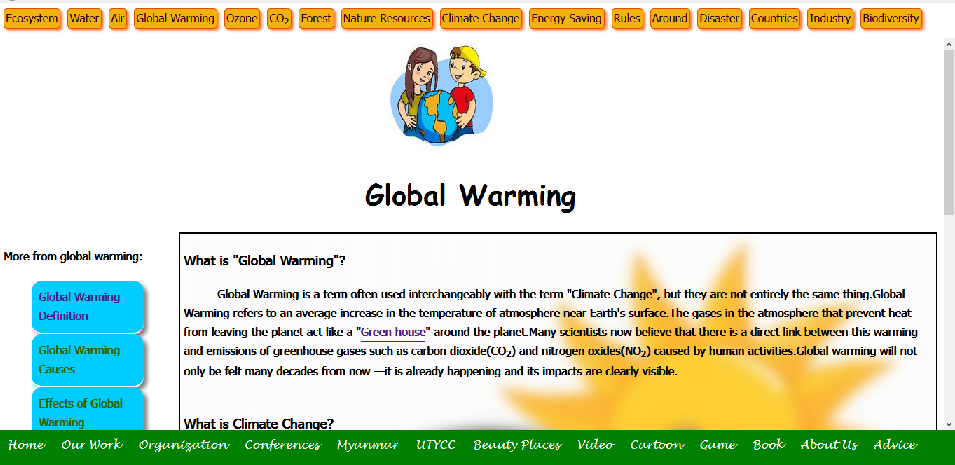 Ecosystem Water Air Global Warming Ozone CO₂ Forest Nature Resources Climate Change Energy Saving Rules Around Disaster Countries Industry Biodiversity
Global Warming
More from global warming:
Global Warming
Definition
Global Warming
Causes
Effects of Global
Warming
What is "Global Warming"?
Global Warming is a term often used interchangeably with the term "Climate Change", but they are not entirely the same thing.Global
Warming refers to an average increase in the temperature of atmosphere near Earth's surface.The gases in the atmosphere that prevent heat
from leaving the planet act like a "Green house" around the planet.Many scientists now believe that there is a direct link between this warming
and emissions of greenhouse gases such as carbon dioxide(CO₂) and nitrogen oxides(NO₂) caused by human activities.Global warming will not
only be felt many decades from now —it is already happening and its impacts are clearly visible.
What is Climate Change?
Home Our Work Organization Conferences Myanmar UTYCC Beauty Places Video Cartoon Game Book About Us Advice